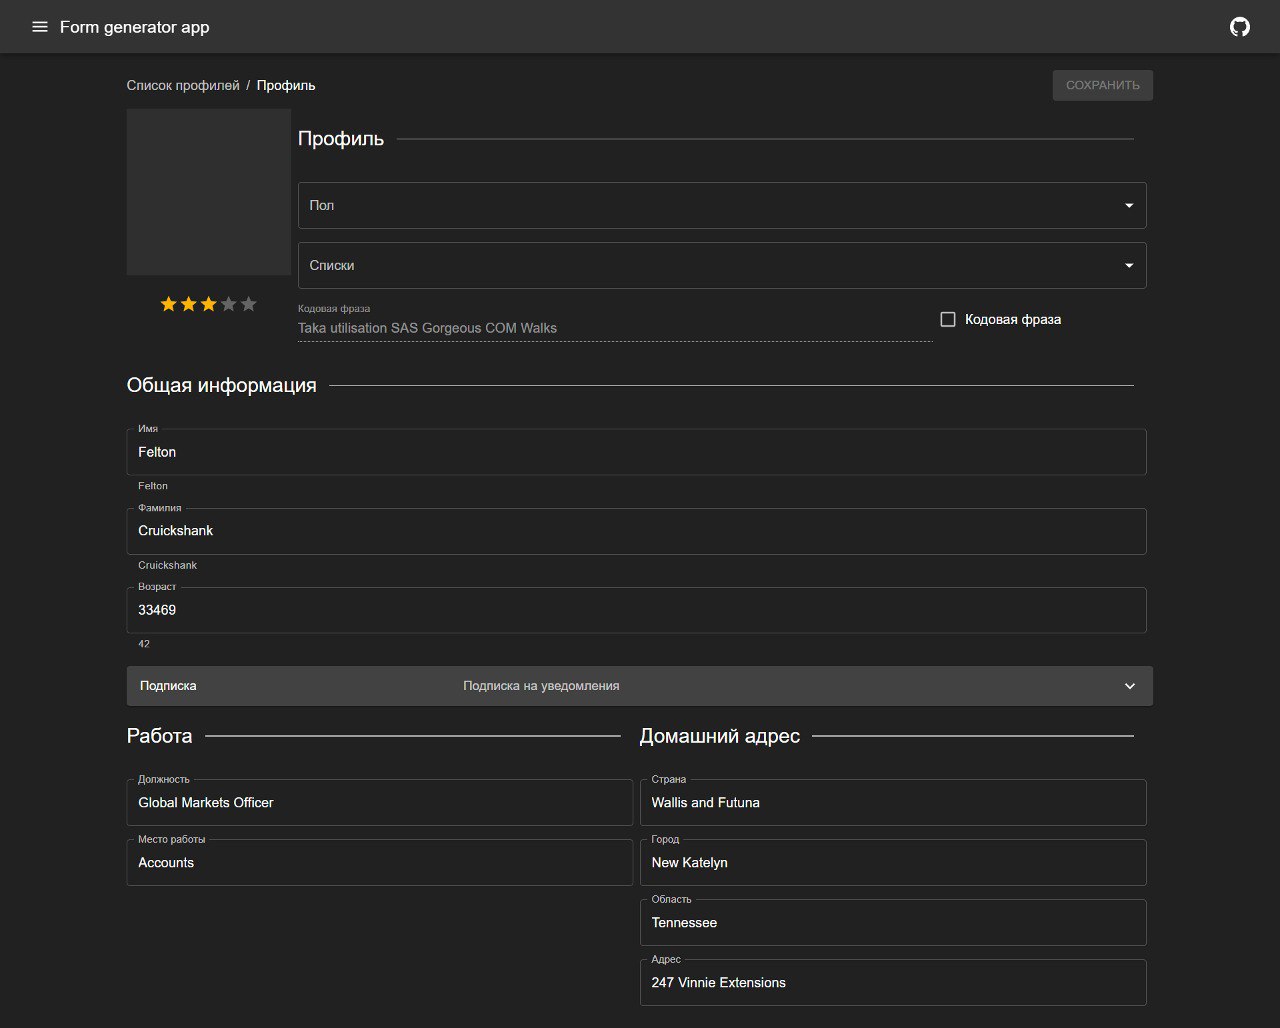 Form generator app
Список профилей / Профиль
СОХРАНИТЬ
Профиль
Пол
Списки
Кодовая фраза
Taka utilisation SAS Gorgeous COM Walks
Кодовая фраза
Общая информация
Имя
Felton
Felton
Фамилия
Cruickshank
Cruickshank
Возраст
33469
42
Подписка
Подписка на уведомления
Работа
Должность
Global Markets Officer
Место работы
Accounts
Домашний адрес
Страна
Wallis and Futuna
Город
New Katelyn
Область
Tennessee
Адрес
247 Vinnie Extensions